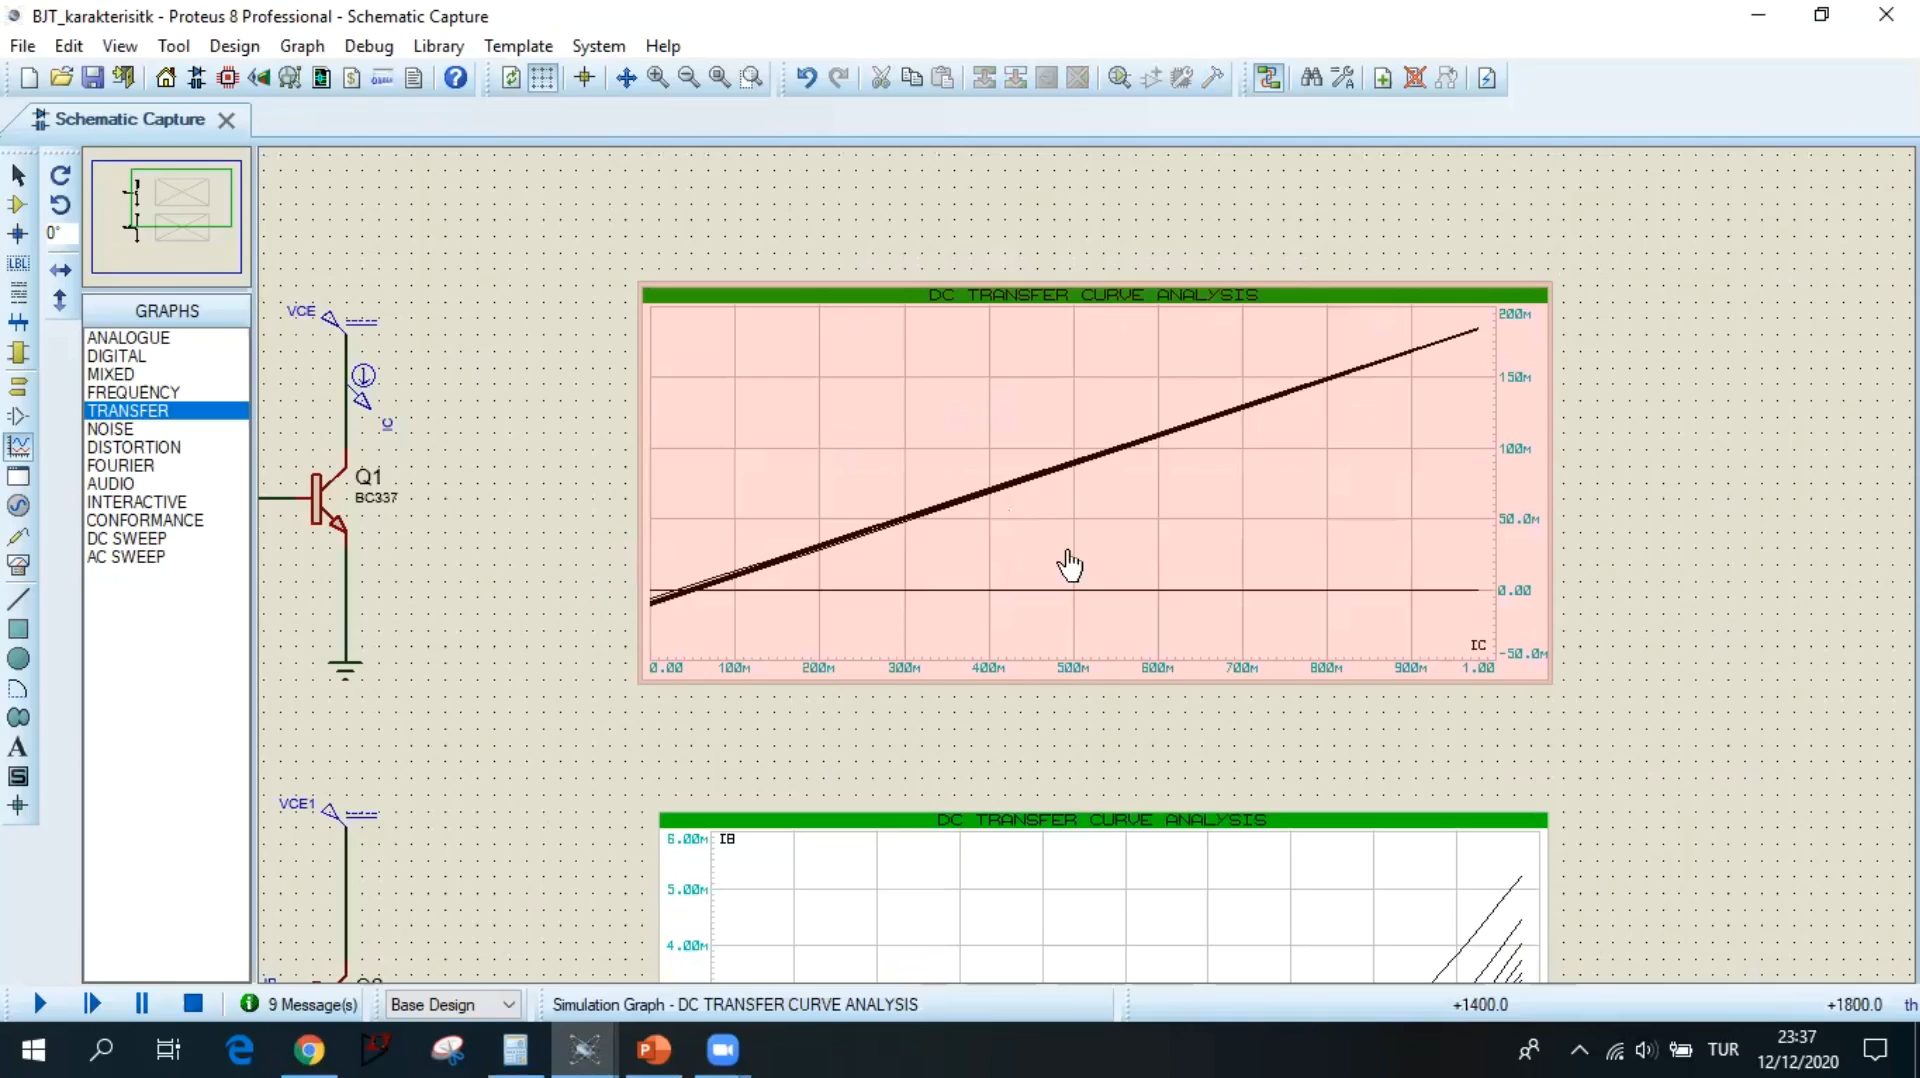 BJT_karakterisitk - Proteus 8 Professional - Schematic Capture
File Edit View Tool Design Graph Debug Library Template System Help
Schematic Capture
0°
LBL
GRAPHS
ANALOGUE
DIGITAL
MIXED
FREQUENCY
TRANSFER
NOISE
DISTORTION
FOURIER
AUDIO
INTERACTIVE
CONFORMANCE
DC SWEEP
AC SWEEP
VCE
IC
Q1
BC337
DC TRANSFER CURVE ANALYSIS
200m
150m
100m
50.0m
0.00
IC
-50.0m
0.00 100m 200m 300m 400m 500m 600m 700m 800m 900m 1.00
VCE1
DC TRANSFER CURVE ANALYSIS
6.00m IB
5.00m
4.00m
9 Message(s) Base Design Simulation Graph - DC TRANSFER CURVE ANALYSIS +1400.0 +1800.0 th
TUR
23:37
12/12/2020